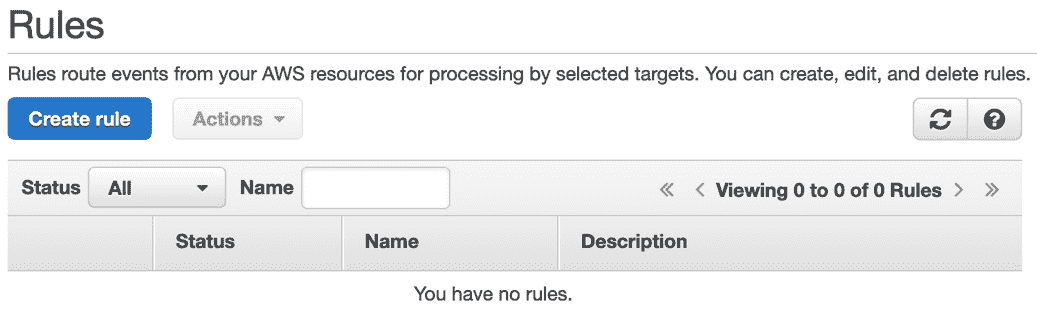 Rules
Rules route events from your AWS resources for processing by selected targets. You can create, edit, and delete rules.
Create rule Actions ?
Status All Name « < Viewing 0 to 0 of 0 Rules > »
Status Name Description
You have no rules.